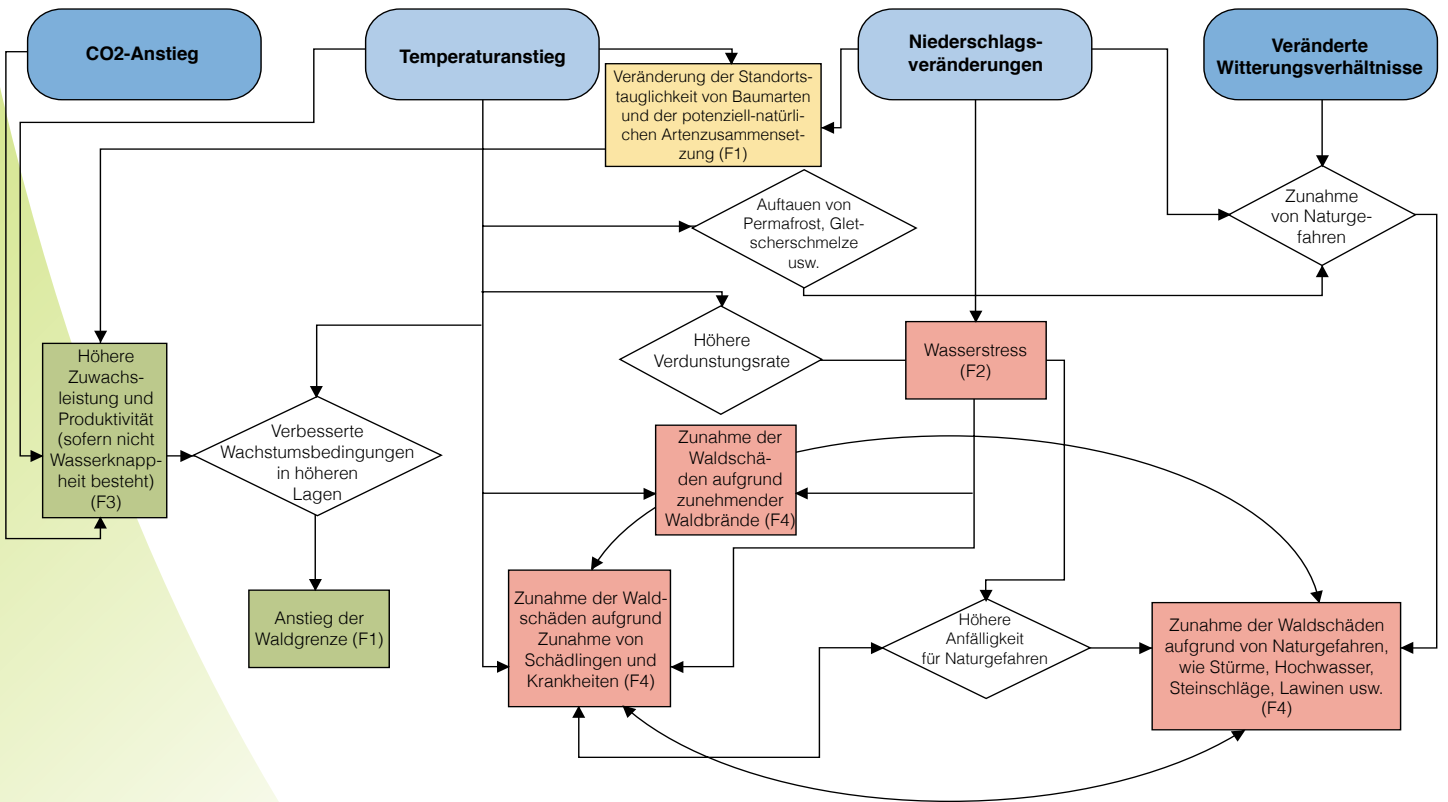 CO2-Anstieg
Temperaturanstieg
Niederschlags-
veränderungen
Veränderte
Witterungsverhältnisse
Veränderung der Standorts-
tauglichkeit von Baumarten
und der potenziell-natürli-
chen Artenzusammenset-
zung (F1)
Auftauen von
Permafrost, Glet-
scherschmelze
usw.
Zunahme
von Naturge-
fahren
Höhere
Zuwachs-
leistung und
Produktivität
(sofern nicht
Wasserknapp-
heit besteht)
(F3)
Höhere
Verdunstungsrate
Wasserstress
(F2)
Verbesserte
Wachstumsbedingungen
in höheren
Lagen
Zunahme der
Waldschä-
den aufgrund
zunehmender
Waldbrände (F4)
Anstieg der
Waldgrenze (F1)
Zunahme der Wald-
schäden aufgrund
Zunahme von
Schädlingen und
Krankheiten (F4)
Höhere
Anfälligkeit
für Naturgefahren
Zunahme der Waldschäden
aufgrund von Naturgefahren,
wie Stürme, Hochwasser,
Steinschläge, Lawinen usw.
(F4)